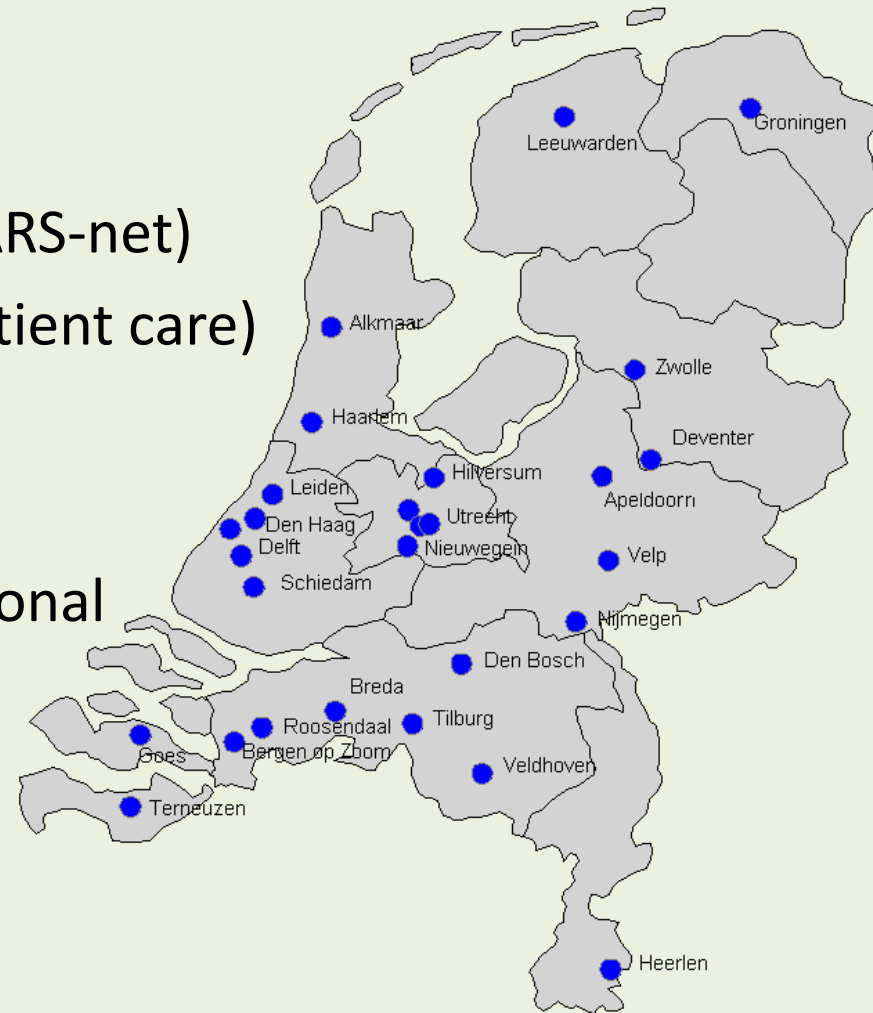 Groningen
Leeuwarden
ARS-net)
Alkmaar
tient care)
Zwolle
Haarlem
Deventer
Hilversum
Leiden
Apeldoorn
Utrecht
Den Haag
Delft
Nieuwegein
Velp
Schiedam
onal
Nijmegen
Den Bosch
Breda
Tilburg
Roosendaal
Bergen op Zoom
Goes
Veldhoven
Terneuzen
Heerlen